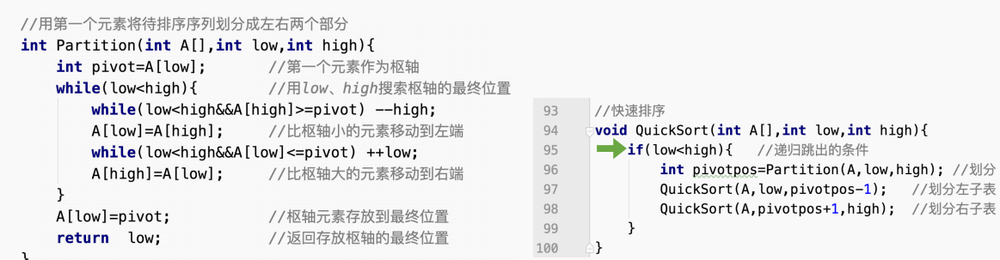 //用第一个元素将待排序序列划分成左右两个部分
int Partition(int A[],int low,int high){
int pivot=A[low]; //第一个元素作为枢轴
while(low<high){ //用low、high搜索枢轴的最终位置
while(low<high&&A[high]>=pivot) --high;
A[low]=A[high]; //比枢轴小的元素移动到左端
while(low<high&&A[low]<=pivot) ++low;
A[high]=A[low]; //比枢轴大的元素移动到右端
}
A[low]=pivot; //枢轴元素存放到最终位置
return low; //返回存放枢轴的最终位置
}
93 //快速排序
94 void QuickSort(int A[],int low,int high){
95 if(low<high){ //递归跳出的条件
96 int pivotpos=Partition(A,low,high); //划分
97 QuickSort(A,low,pivotpos-1); //划分左子表
98 QuickSort(A,pivotpos+1,high); //划分右子表
99 }
100 }